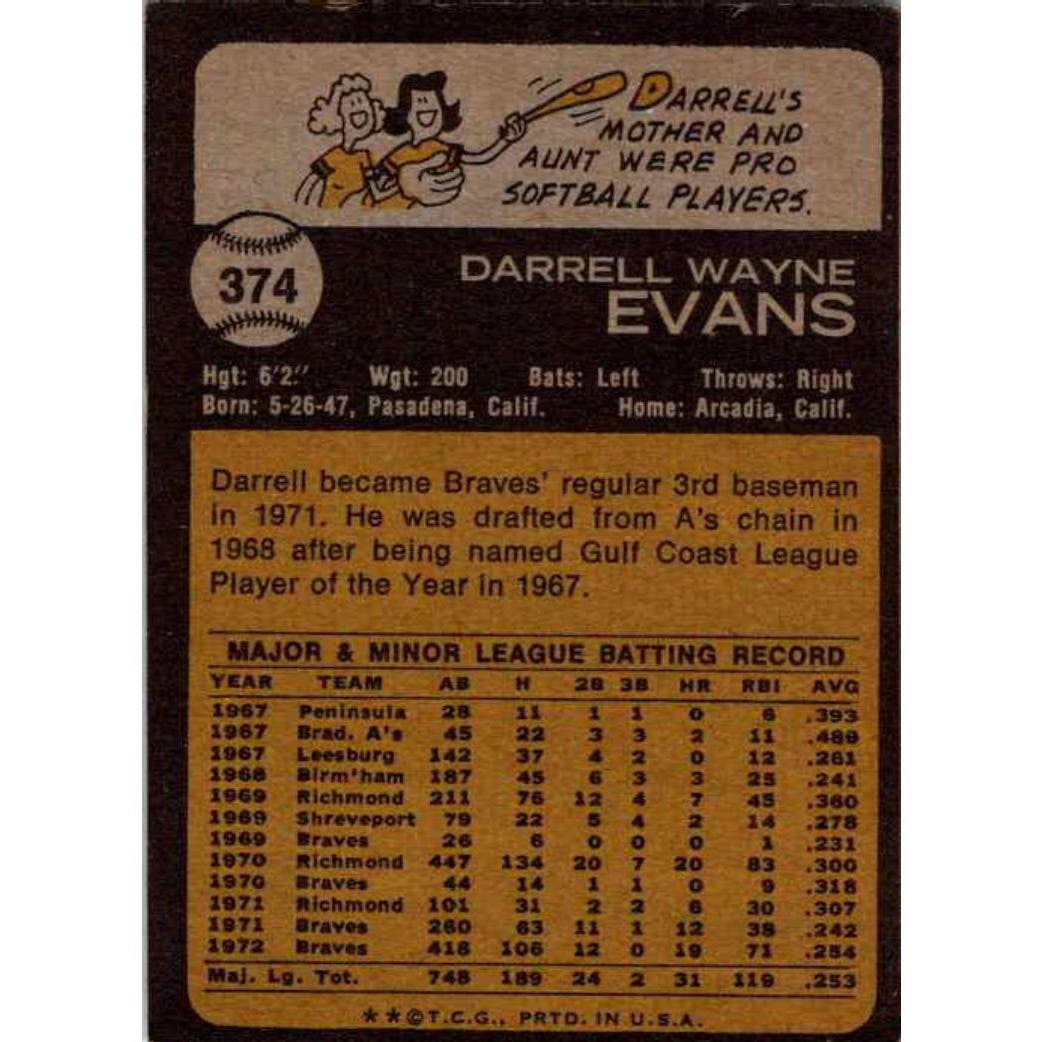 DARRELL'S
MOTHER AND
AUNT WERE PRO
SOFTBALL PLAYERS.
374
DARRELL WAYNE
EVANS
Hgt: 6'2" Wgt: 200 Bats: Left Throws: Right
Born: 5-26-47, Pasadena, Calif. Home: Arcadia, Calif.
Darrell became Braves' regular 3rd baseman
in 1971. He was drafted from A's chain in
1968 after being named Gulf Coast League
Player of the Year in 1967.
MAJOR & MINOR LEAGUE BATTING RECORD
YEAR TEAM AB H 2B 3B HR RBI AVG
1967 Peninsula 28 11 1 1 0 6 .393
1967 Brad. A's 45 22 3 3 2 11 .489
1967 Leesburg 142 37 4 2 0 12 .261
1968 Birm'ham 187 45 6 3 3 25 .241
1969 Richmond 211 76 12 4 7 45 .360
1969 Shreveport 79 22 5 4 2 14 .278
1969 Braves 26 6 0 0 0 1 .231
1970 Richmond 447 134 20 7 20 83 .300
1970 Braves 44 14 1 1 0 9 .318
1971 Richmond 101 31 2 2 6 30 .307
1971 Braves 260 63 11 1 12 38 .242
1972 Braves 418 106 12 0 19 71 .254
Maj. Lg. Tot. 748 189 24 2 31 119 .253
**©T.C.G., PRTD. IN U.S.A.